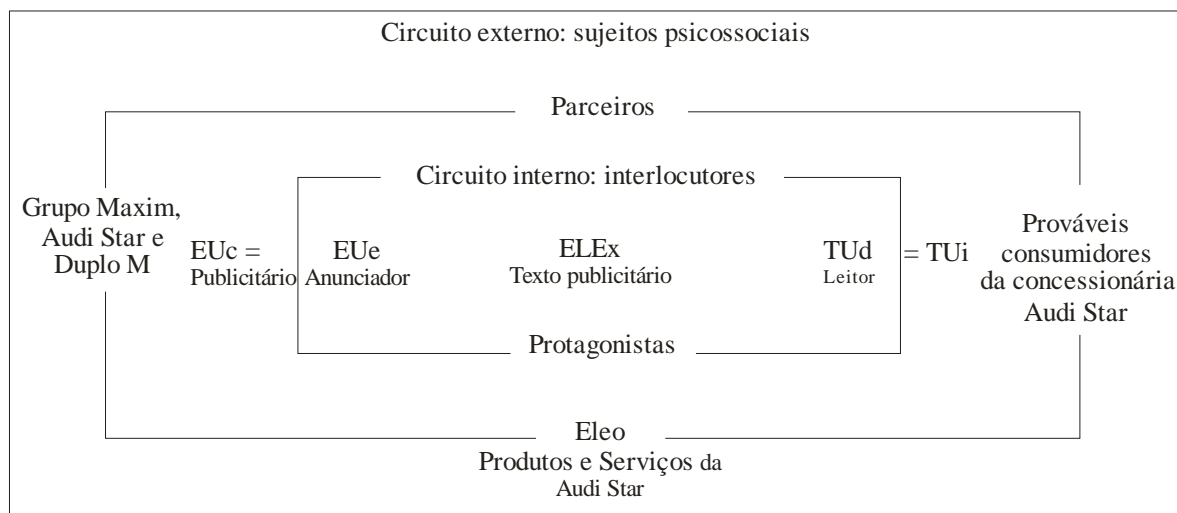 Circuito externo: sujeitos psicossociais
Parceiros
Circuito interno: interlocutores
Grupo Maxim,
Audi Star e
Duplo M
EUc =
Publicitário
EUe
Anunciador
ELEx
Texto publicitário
TUd
Leitor
= TUi
Prováveis
consumidores
da concessionária
Audi Star
Protagonistas
Eleo
Produtos e Serviços da
Audi Star